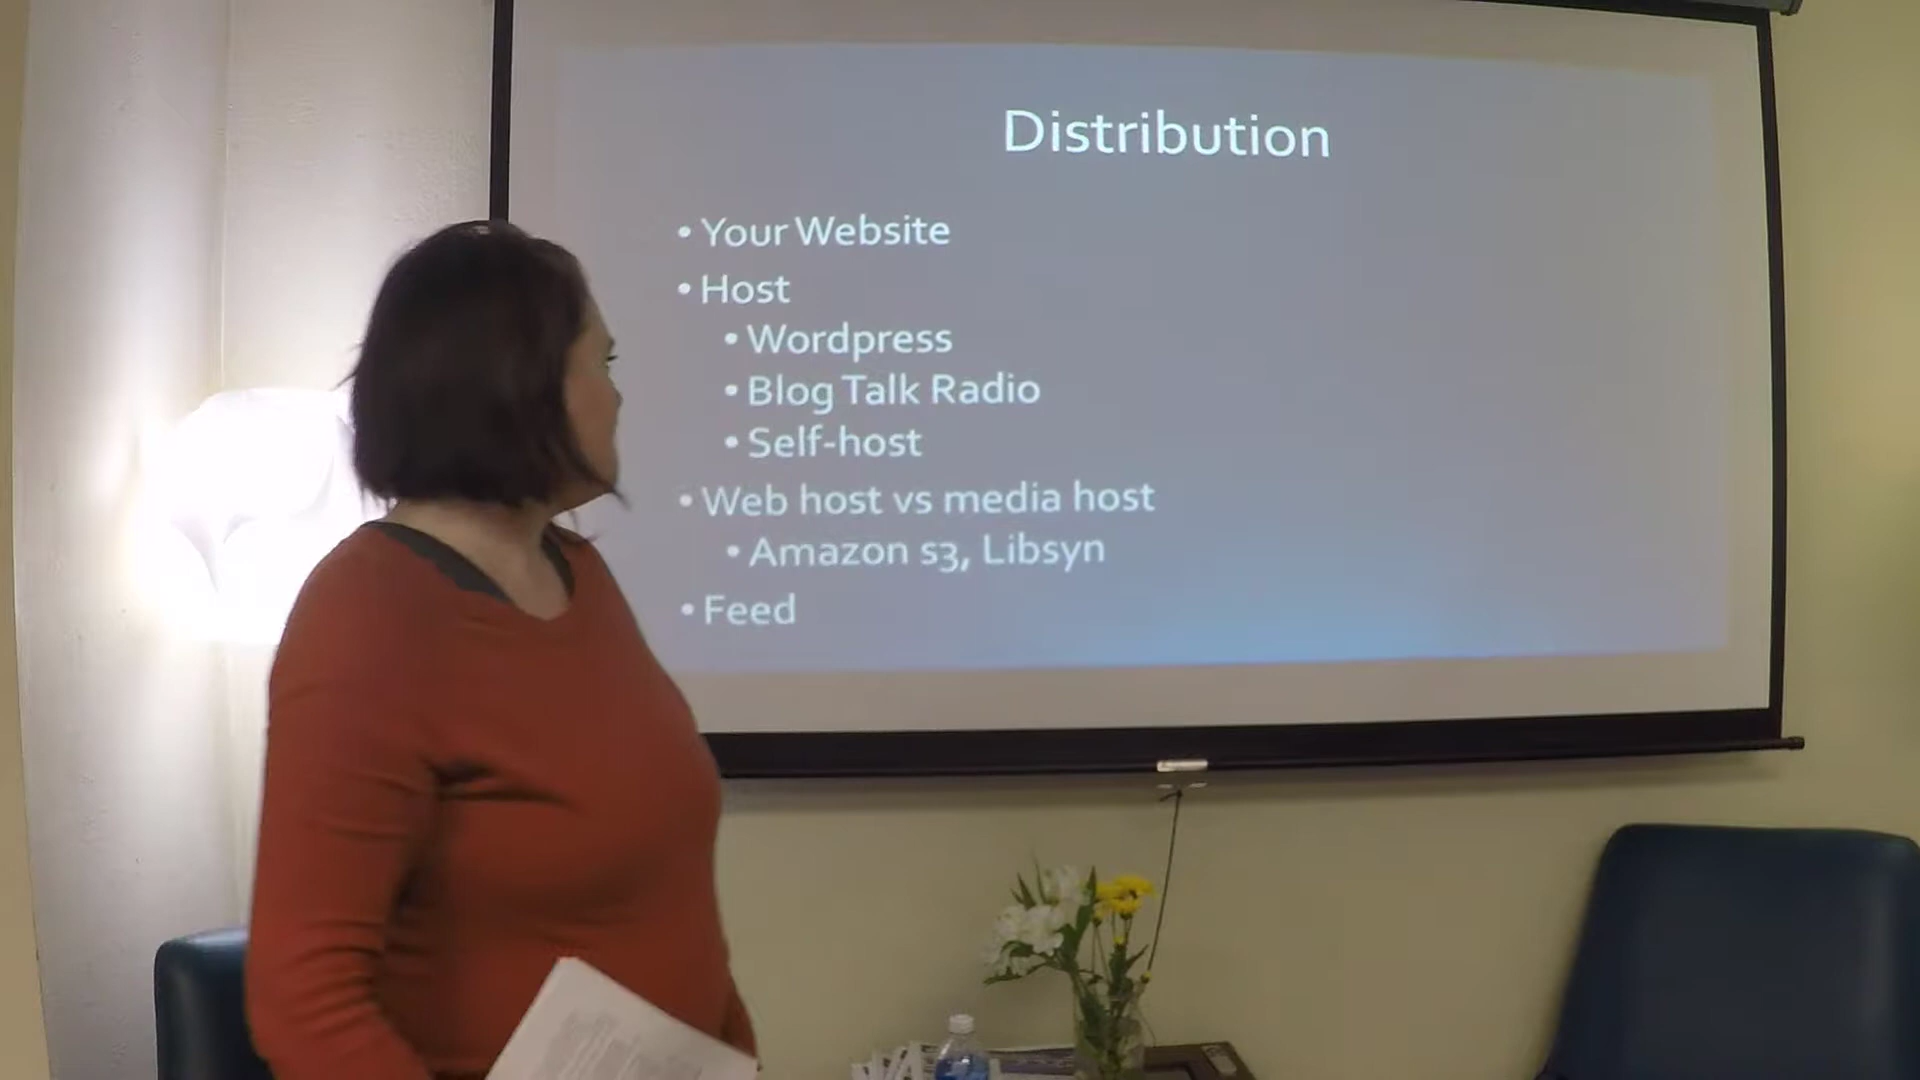 Distribution
• Your Website
• Host
• Wordpress
• Blog Talk Radio
• Self-host
• Web host vs media host
• Amazon s3, Libsyn
• Feed